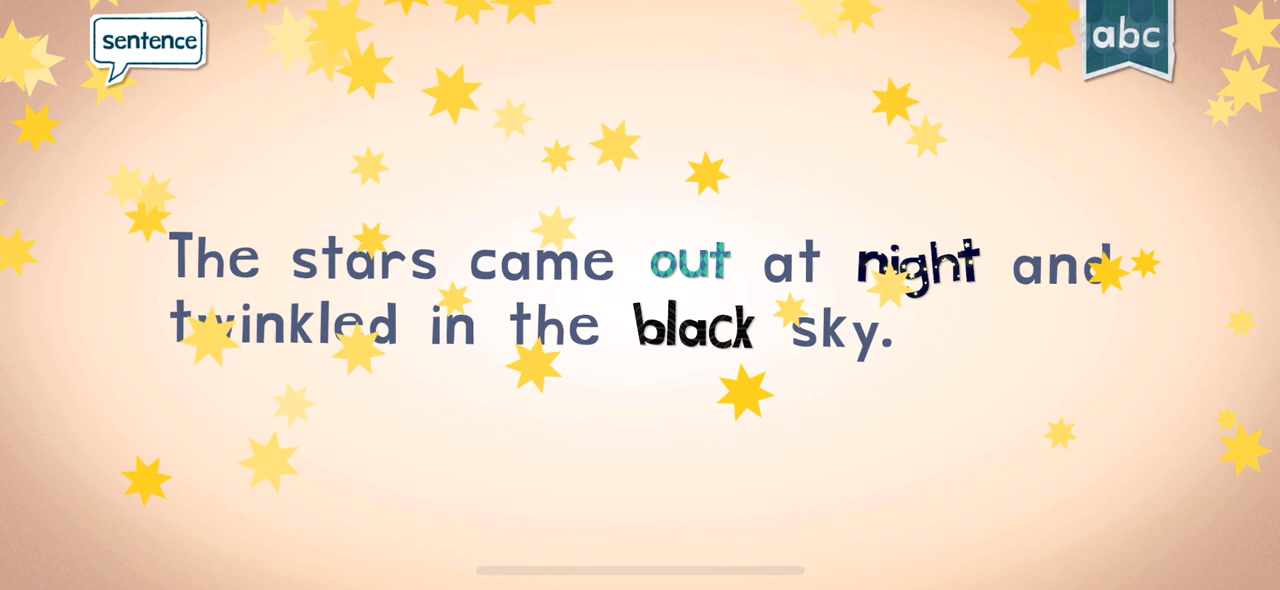 sentence
abc
The stars came out at night and
twinkled in the black sky.